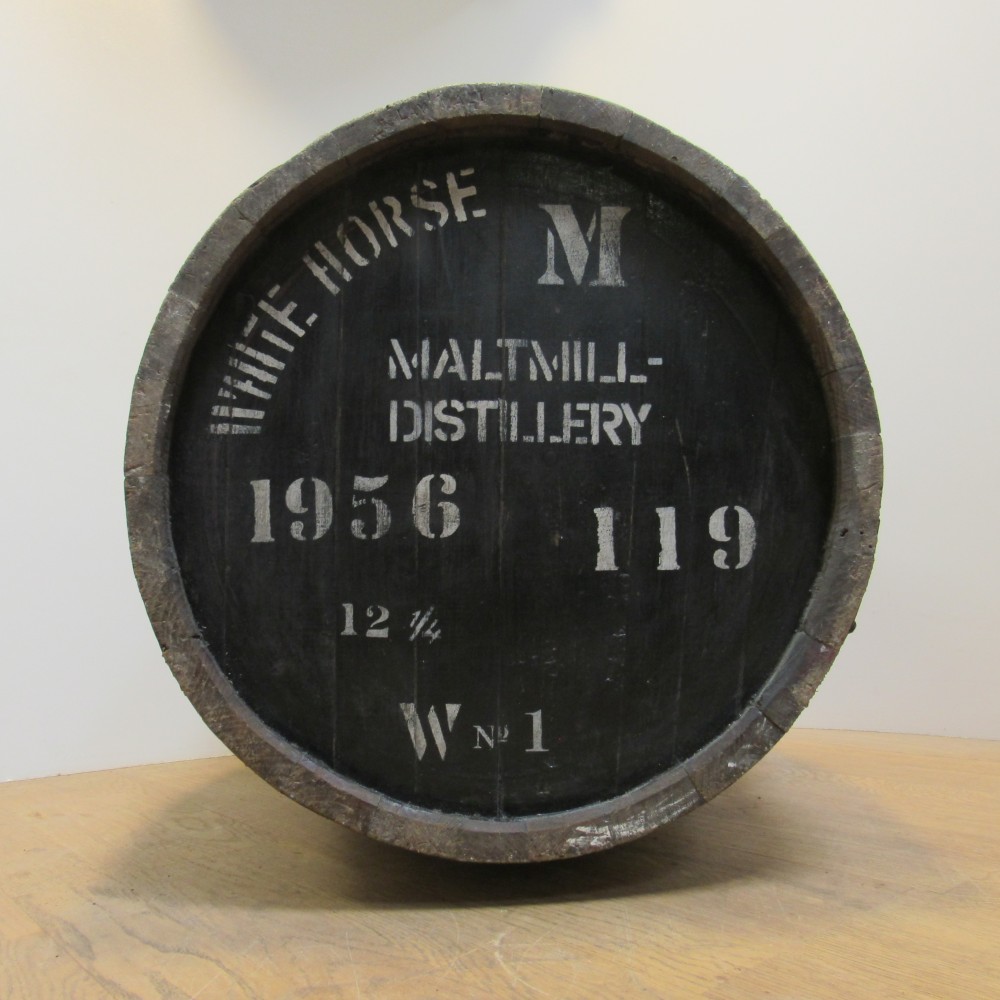 WHITE HORSE
M
MALTMILL-
DISTILLERY
1956
119
12 1/4
W Nº 1